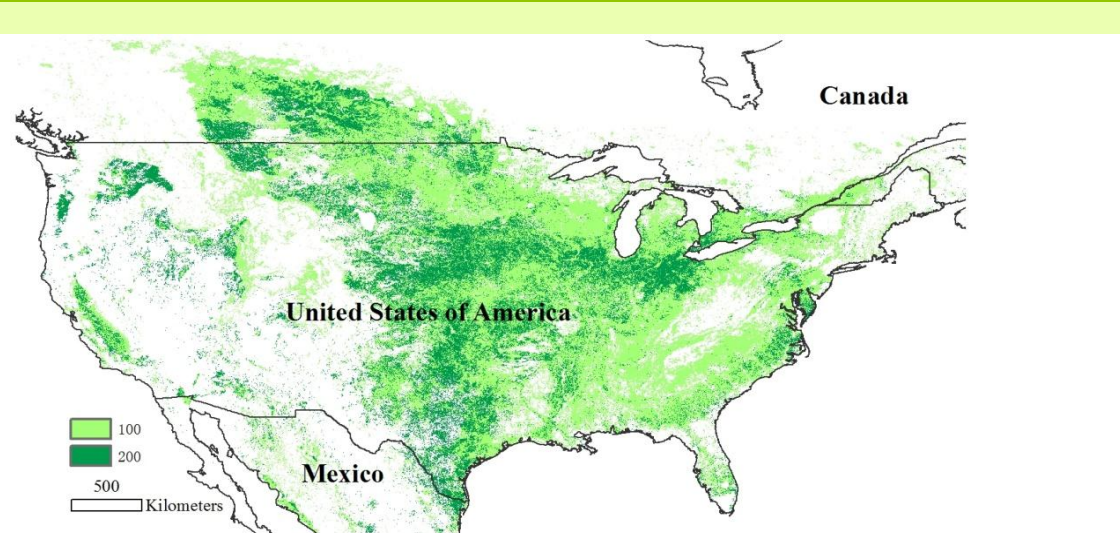 Canada
United States of America
100
200
500
Kilometers
Mexico